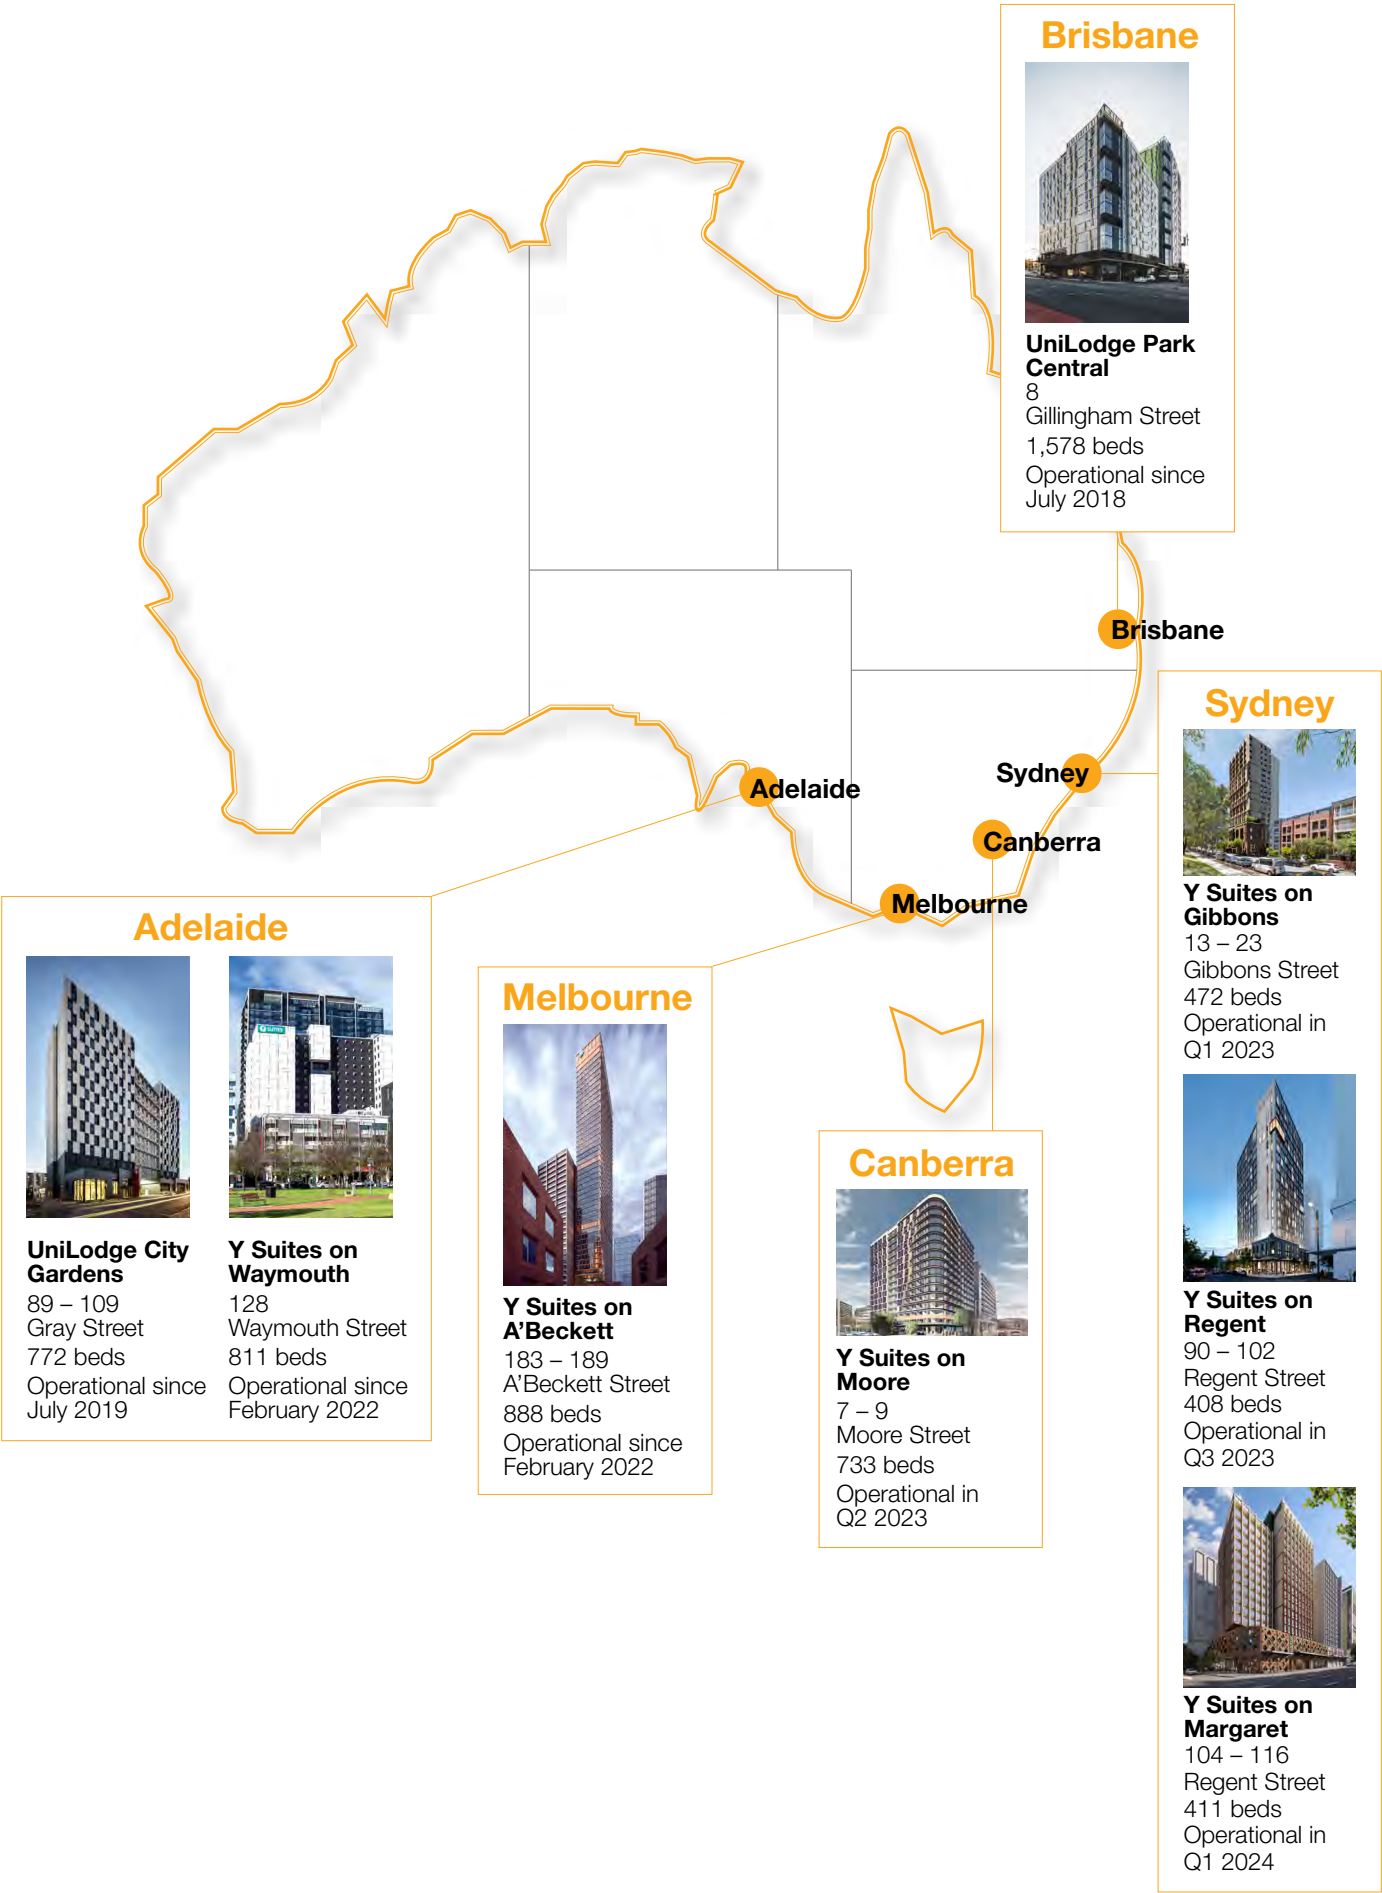 Brisbane
UniLodge Park
Central
8
Gillingham Street
1,578 beds
Operational since
July 2018
Brisbane
Sydney
Adelaide
Canberra
Melbourne
Sydney
Y Suites on
Gibbons
13 – 23
Gibbons Street
472 beds
Operational in
Q1 2023
Y Suites on
Regent
90 – 102
Regent Street
408 beds
Operational in
Q3 2023
Y Suites on
Margaret
104 – 116
Regent Street
411 beds
Operational in
Q1 2024
Adelaide
UniLodge City
Gardens
89 – 109
Gray Street
772 beds
Operational since
July 2019
Y Suites on
Waymouth
128
Waymouth Street
811 beds
Operational since
February 2022
Melbourne
Y Suites on
A’Beckett
183 – 189
A’Beckett Street
888 beds
Operational since
February 2022
Canberra
Y Suites on
Moore
7 – 9
Moore Street
733 beds
Operational in
Q2 2023